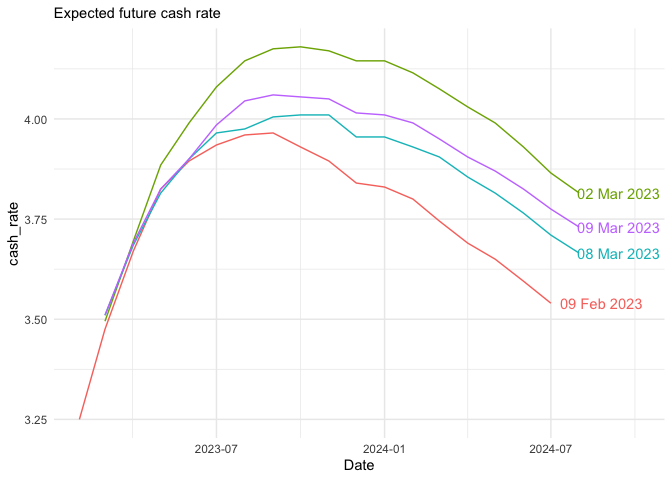 Expected future cash rate
cash_rate
4.00
3.75
3.50
3.25
02 Mar 2023
09 Mar 2023
08 Mar 2023
09 Feb 2023
2023-07
2024-01
2024-07
Date